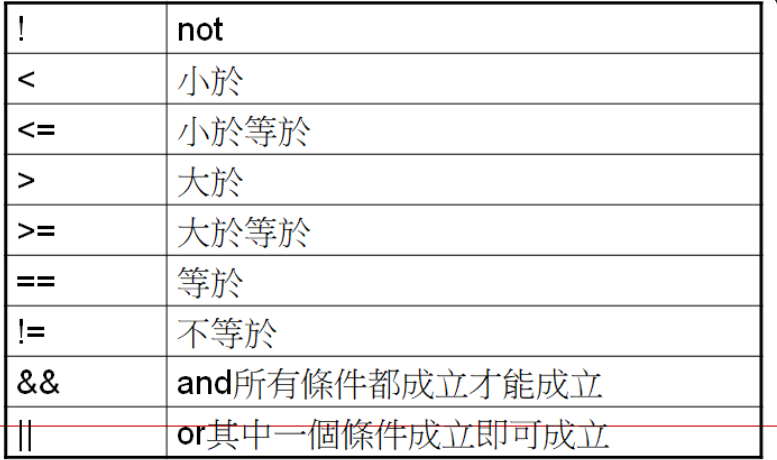 ! not
< 小於
<= 小於等於
> 大於
>= 大於等於
== 等於
!= 不等於
&& and所有條件都成立才能成立
|| or其中一個條件成立即可成立